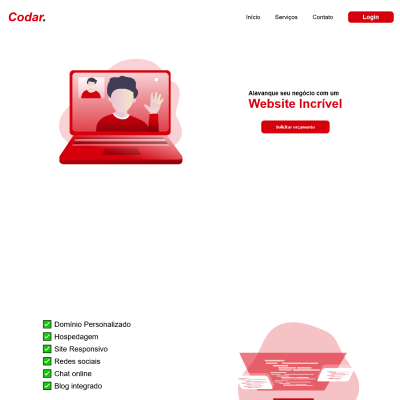 Codar.
Início
Serviços
Contato
Login
Alavanque seu negócio com um
Website Incrível
Solicitar orçamento
Domínio Personalizado
Hospedagem
Site Responsivo
Redes sociais
Chat online
Blog integrado